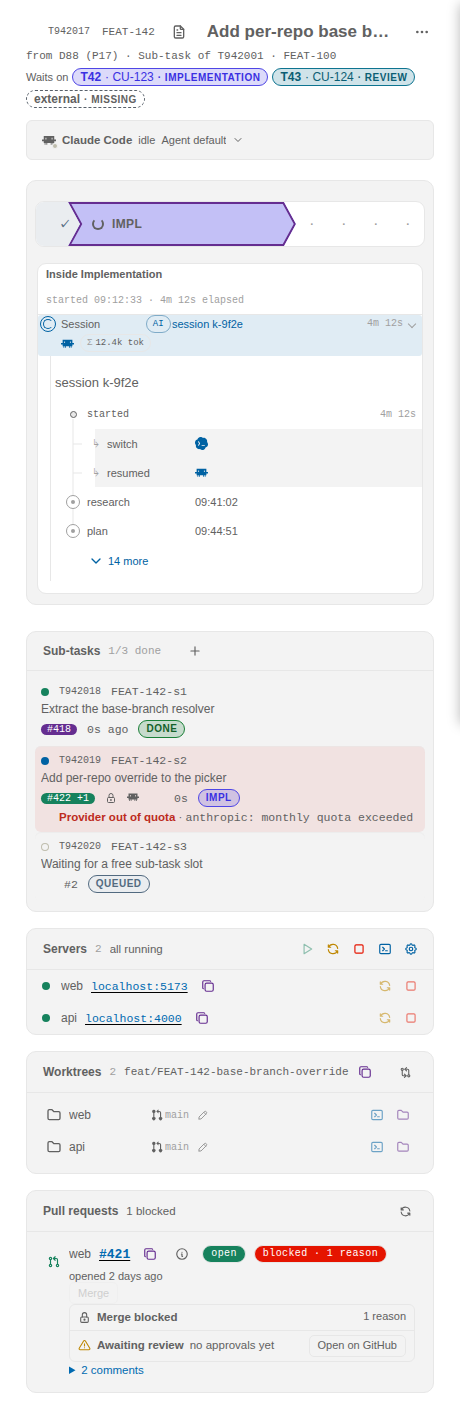 T942017 FEAT-142 Add per-repo base b… ···
from D88 (P17) · Sub-task of T942001 · FEAT-100
Waits on T42 · CU-123 · IMPLEMENTATION T43 · CU-124 · REVIEW
external · MISSING
Claude Code idle Agent default
✓ IMPL · · · ·
Inside Implementation
started 09:12:33 · 4m 12s elapsed
Session AI session k-9f2e 4m 12s
Σ 12.4k tok
session k-9f2e
started 4m 12s
↳ switch
↳ resumed
research 09:41:02
plan 09:44:51
14 more
Sub-tasks 1/3 done +
T942018 FEAT-142-s1
Extract the base-branch resolver
#418 0s ago DONE
T942019 FEAT-142-s2
Add per-repo override to the picker
#422 +1 0s IMPL
Provider out of quota · anthropic: monthly quota exceeded
T942020 FEAT-142-s3
Waiting for a free sub-task slot
#2 QUEUED
Servers 2 all running
web localhost:5173
api localhost:4000
Worktrees 2 feat/FEAT-142-base-branch-override
web main
api main
Pull requests 1 blocked
web #421 open blocked · 1 reason
opened 2 days ago
Merge
Merge blocked 1 reason
Awaiting review no approvals yet Open on GitHub
2 comments